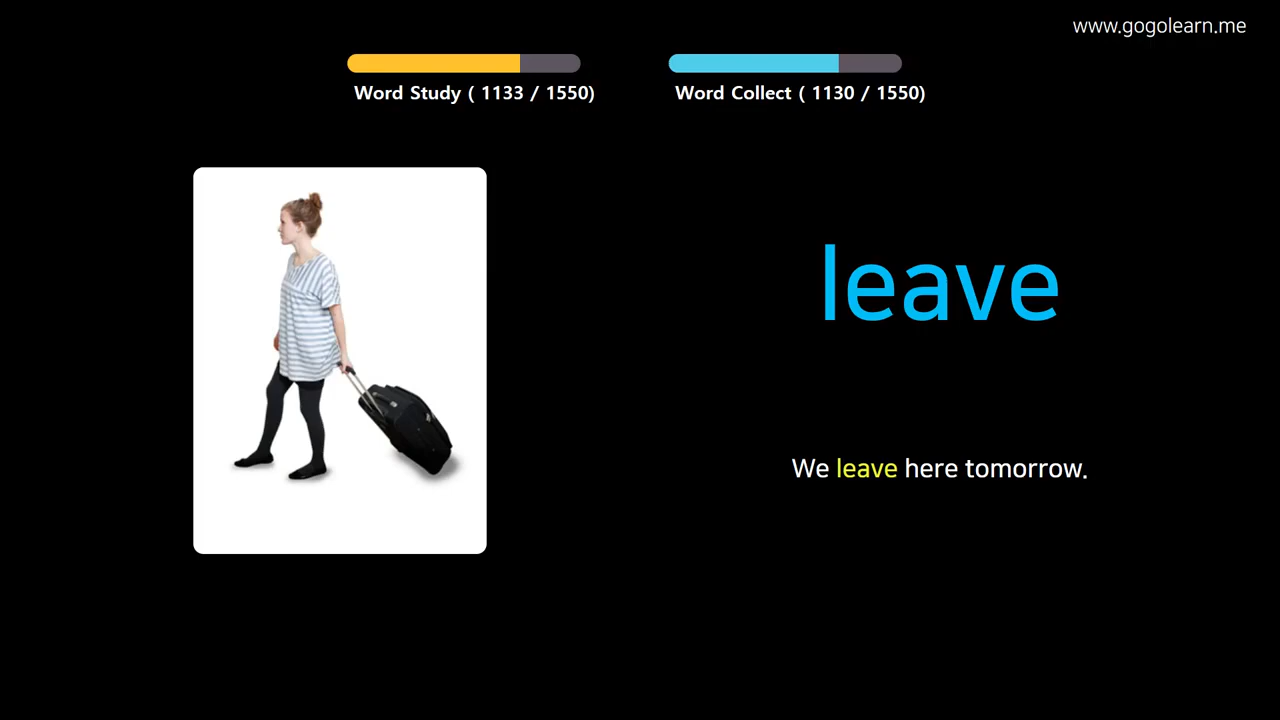 www.gogolearn.me
Word Study ( 1133 / 1550)
Word Collect ( 1130 / 1550)
leave
We leave here tomorrow.